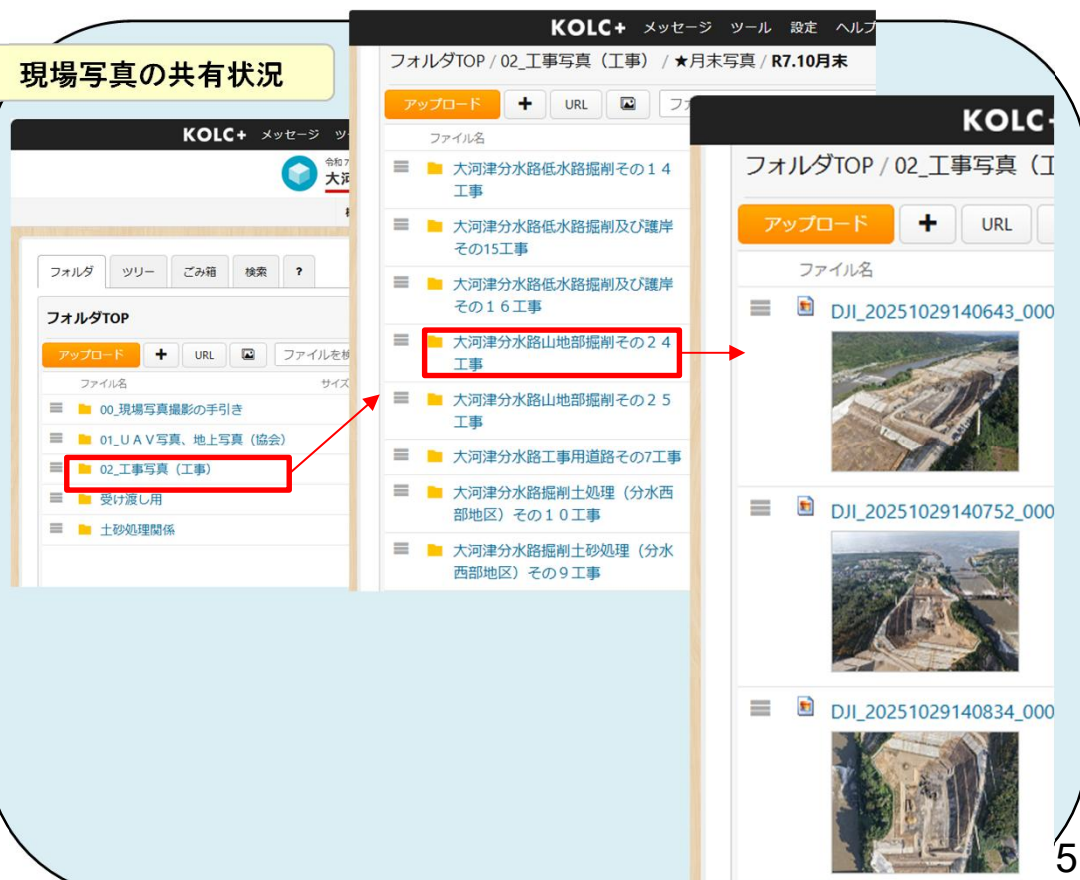 現場写真の共有状況
KOLC+ メッセージ
大河
フォルダ ツリー ごみ箱 検索 ?
フォルダTOP
アップロード + URL ファイルを検
ファイル名 サイズ
00_現場写真撮影の手引き
01_UAV写真、地上写真（協会）
02_工事写真（工事）
受け渡し用
土砂処理関係
KOLC+ メッセージ ツール 設定 ヘルプ
フォルダTOP / 02_工事写真（工事） / ★月末写真 / R7.10月末
アップロード + URL
ファイル名
大河津分水路低水路掘削その１４
工事
大河津分水路低水路掘削及び護岸
その15工事
大河津分水路低水路掘削及び護岸
その１６工事
大河津分水路山地部掘削その２４
工事
大河津分水路山地部掘削その２５
工事
大河津分水路工事用道路その7工事
大河津分水路掘削土処理（分水西
部地区）その１０工事
大河津分水路掘削土砂処理（分水
西部地区）その９工事
KOLC+
フォルダTOP / 02_工事写真（工
アップロード + URL
ファイル名
DJI_20251029140643_000
DJI_20251029140752_000
DJI_20251029140834_000
5